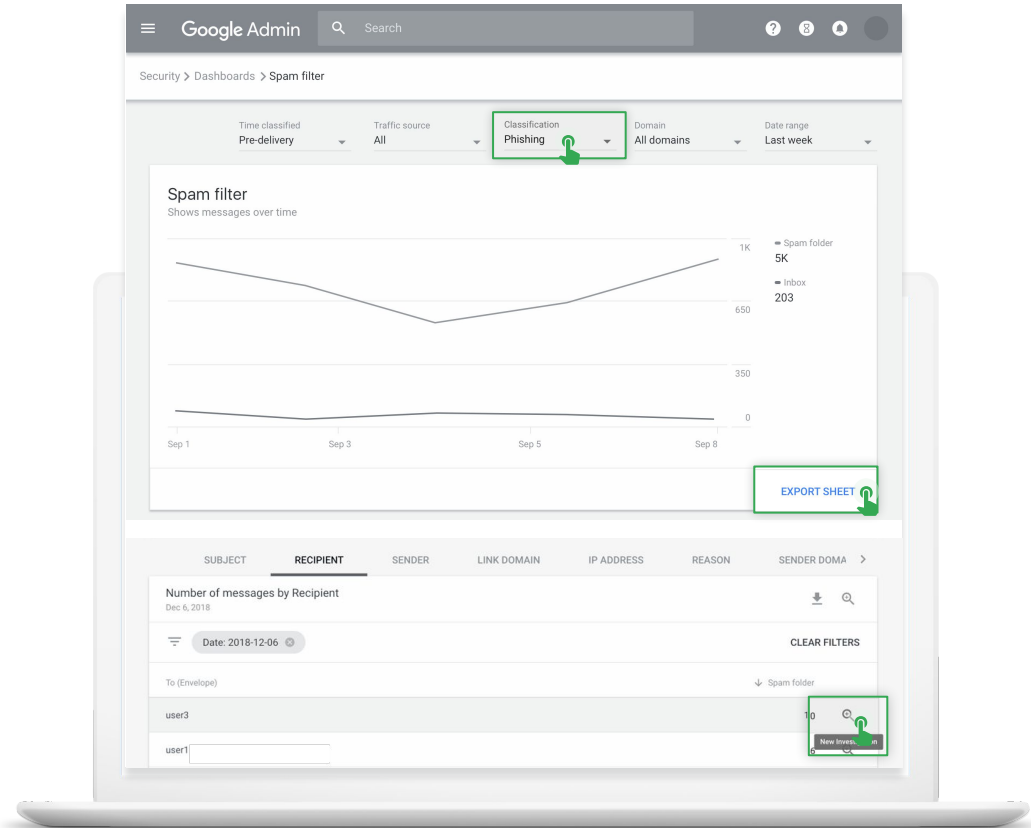 Google Admin
Search
Security > Dashboards > Spam filter
Time classified
Pre-delivery
Traffic source
All
Classification
Phishing
Domain
All domains
Date range
Last week
Spam filter
Shows messages over time
1K
650
350
0
Sep 1 Sep 3 Sep 5 Sep 8
Spam folder
5K
Inbox
203
EXPORT SHEET
SUBJECT RECIPIENT SENDER LINK DOMAIN IP ADDRESS REASON SENDER DOMA
Number of messages by Recipient
Dec 6, 2018
Date: 2018-12-06
CLEAR FILTERS
To (Envelope) Spam folder
user3 10
New
user1 6